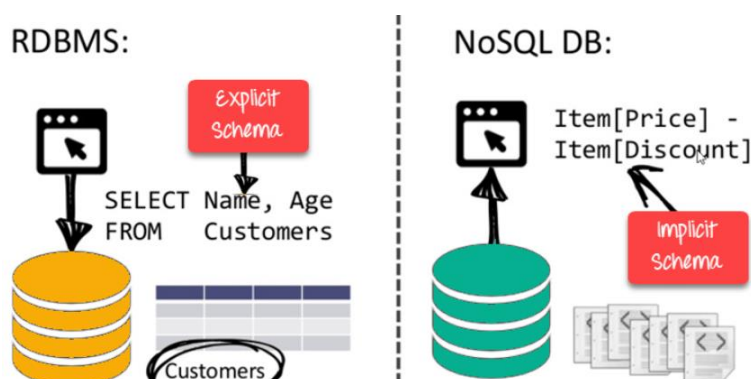 RDBMS:
Explicit
Schema
SELECT Name, Age
FROM Customers
Customers
NoSQL DB:
Item[Price] -
Item[Discount]
Implicit
Schema